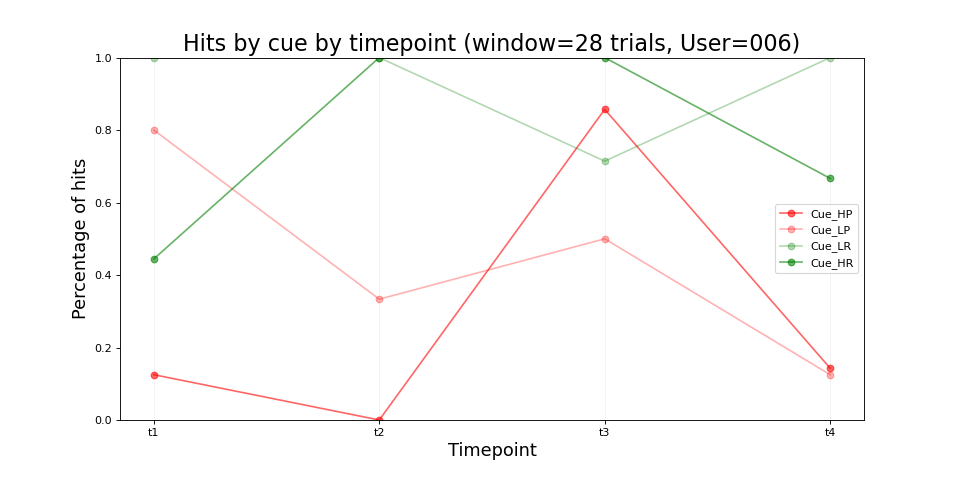 Hits by cue by timepoint (window=28 trials, User=006)
Percentage of hits
1.0
0.8
0.6
0.4
0.2
0.0
Cue_HP
Cue_LP
Cue_LR
Cue_HR
t1 t2 t3 t4
Timepoint